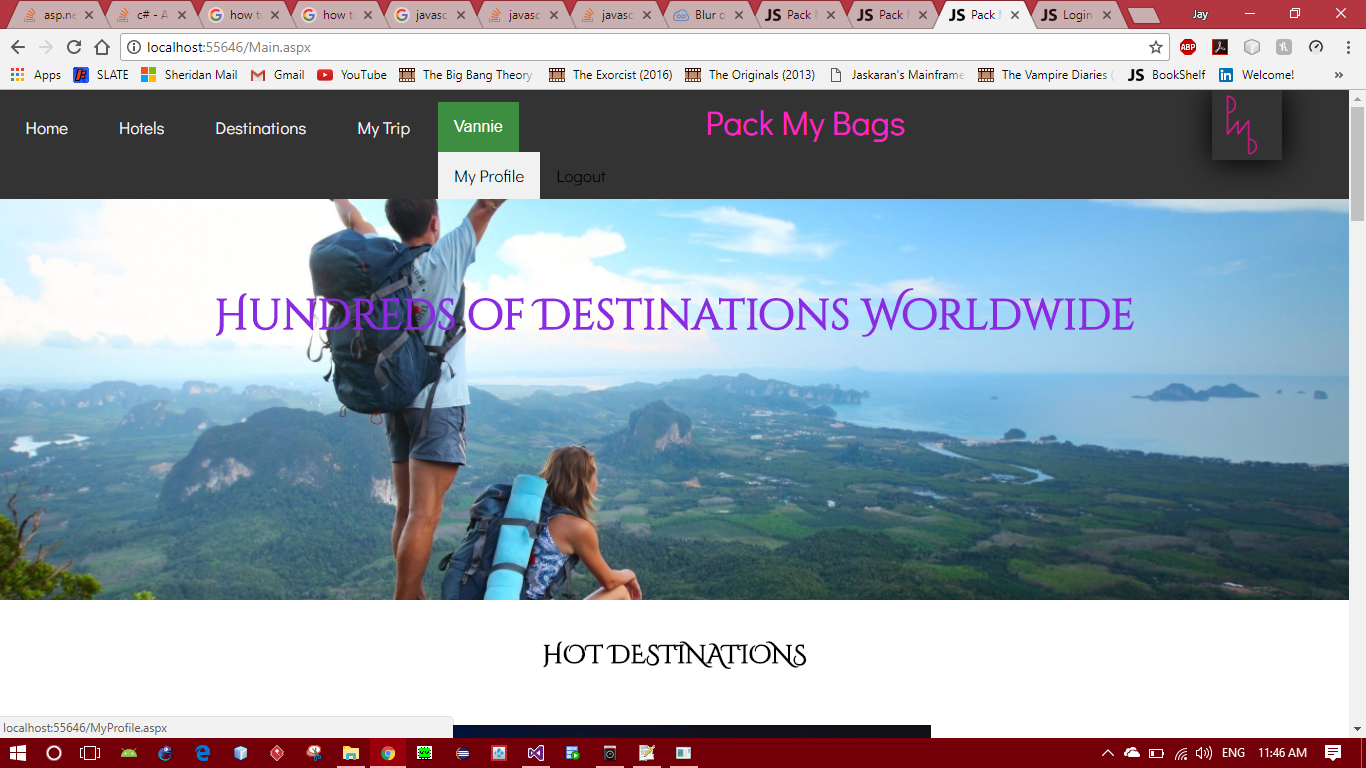 asp.ne
c# - A
how t
how t
javasc
javasc
javasc
Blur c
JS Pack
JS Pack
JS Pack
JS Login
Jay
localhost:55646/Main.aspx
ABP
Apps SLATE Sheridan Mail Gmail YouTube The Big Bang Theory The Exorcist (2016) The Originals (2013) Jaskaran's Mainframe The Vampire Diaries ( JS BookShelf in Welcome! »
Home Hotels Destinations My Trip Vannie Pack My Bags PMB
My Profile Logout
Hundreds of Destinations Worldwide
Hot Destinations
localhost:55646/MyProfile.aspx
ENG 11:46 AM